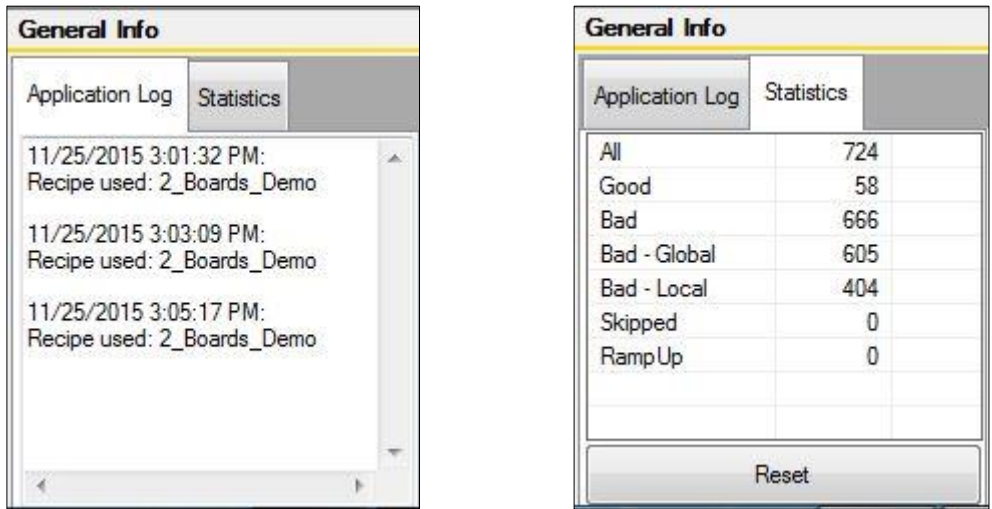 General Info
Application Log Statistics
11/25/2015 3:01:32 PM:
Recipe used: 2_Boards_Demo
11/25/2015 3:03:09 PM:
Recipe used: 2_Boards_Demo
11/25/2015 3:05:17 PM:
Recipe used: 2_Boards_Demo
General Info
Application Log Statistics
All 724
Good 58
Bad 666
Bad - Global 605
Bad - Local 404
Skipped 0
RampUp 0
Reset